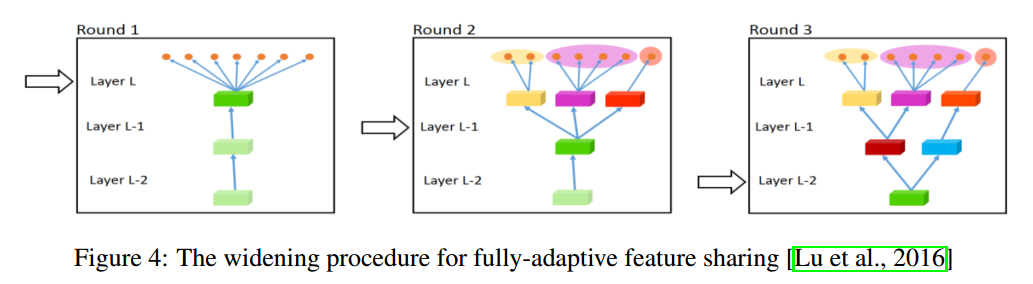 Round 1
Layer L
Layer L-1
Layer L-2
Round 2
Layer L
Layer L-1
Layer L-2
Round 3
Layer L
Layer L-1
Layer L-2
Figure 4: The widening procedure for fully-adaptive feature sharing [Lu et al., 2016]